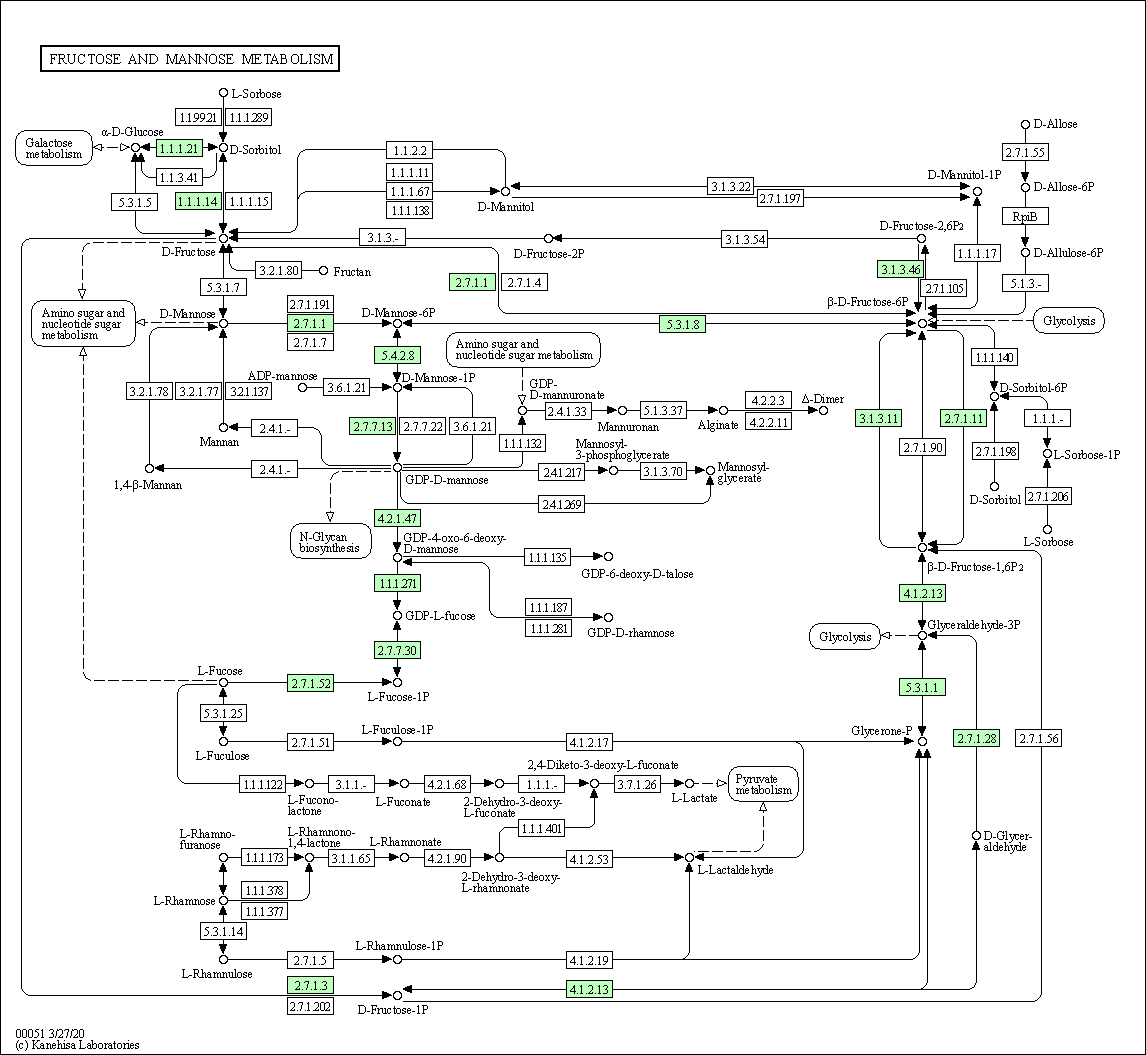 FRUCTOSE AND MANNOSE METABOLISM
L-Sorbose
1.1.99.21
1.1.1.289
α-D-Glucose
Galactose
metabolism
1.1.1.21
D-Sorbitol
1.1.3.41
5.3.1.5
1.1.1.14
1.1.1.15
1.1.2.2
1.1.1.11
1.1.1.67
1.1.1.138
D-Mannitol
3.1.3.22
2.7.1.197
D-Mannitol-1P
D-Allose
2.7.1.55
D-Allose-6P
RpiB
D-Allulose-6P
5.1.3.-
D-Fructose
3.1.3.-
D-Fructose-2P
3.1.3.54
D-Fructose-2,6P2
1.1.1.17
3.1.3.46
2.7.1.105
3.2.1.80
Fructan
2.7.1.1
2.7.1.4
5.3.1.7
β-D-Fructose-6P
Glycolysis
Amino sugar and
nucleotide sugar
metabolism
D-Mannose
2.7.1.191
2.7.1.1
2.7.1.7
D-Mannose-6P
5.3.1.8
5.4.2.8
Amino sugar and
nucleotide sugar metabolism
1.1.1.140
D-Sorbitol-6P
ADP-mannose
3.6.1.21
D-Mannose-1P
3.2.1.78
3.2.1.77
3.2.1.137
GDP-
D-mannuronate
2.4.1.33
Mannuronan
5.1.3.37
Alginate
4.2.2.3
4.2.2.11
Δ-Dimer
3.1.3.11
2.7.1.11
1.1.1.-
Mannan
2.4.1.-
2.7.7.13
2.7.7.22
3.6.1.21
1.1.1.132
2.7.1.90
2.7.1.198
L-Sorbose-1P
Mannosyl-
3-phosphoglycerate
1,4-β-Mannan
2.4.1.-
GDP-D-mannose
2.4.1.217
3.1.3.70
Mannosyl-
glycerate
2.4.1.269
D-Sorbitol
2.7.1.206
L-Sorbose
4.2.1.47
N-Glycan
biosynthesis
GDP-4-oxo-6-deoxy-
D-mannose
1.1.1.135
GDP-6-deoxy-D-talose
β-D-Fructose-1,6P2
1.1.1.271
4.1.2.13
GDP-L-fucose
1.1.1.187
1.1.1.281
GDP-D-rhamnose
Glycolysis
Glyceraldehyde-3P
2.7.7.30
L-Fucose
2.7.1.52
L-Fucose-1P
5.3.1.1
5.3.1.25
L-Fuculose
2.7.1.51
L-Fuculose-1P
4.1.2.17
Glycerone-P
2.7.1.28
2.7.1.56
1.1.1.122
L-Fucono-
lactone
3.1.1.-
L-Fuconate
4.2.1.68
2-Dehydro-3-deoxy-
L-fuconate
1.1.1.-
2,4-Diketo-3-deoxy-L-fuconate
3.7.1.26
L-Lactate
Pyruvate
metabolism
1.1.1.401
L-Rhamno-
furanose
1.1.1.173
L-Rhamnono-
1,4-lactone
3.1.1.65
L-Rhamnonate
4.2.1.90
2-Dehydro-3-deoxy-
L-rhamnonate
4.1.2.53
L-Lactaldehyde
D-Glycer-
aldehyde
L-Rhamnose
1.1.1.378
1.1.1.377
5.3.1.14
L-Rhamnulose
2.7.1.5
L-Rhamnulose-1P
4.1.2.19
2.7.1.3
2.7.1.202
D-Fructose-1P
4.1.2.13
00051 3/27/20
(c) Kanehisa Laboratories